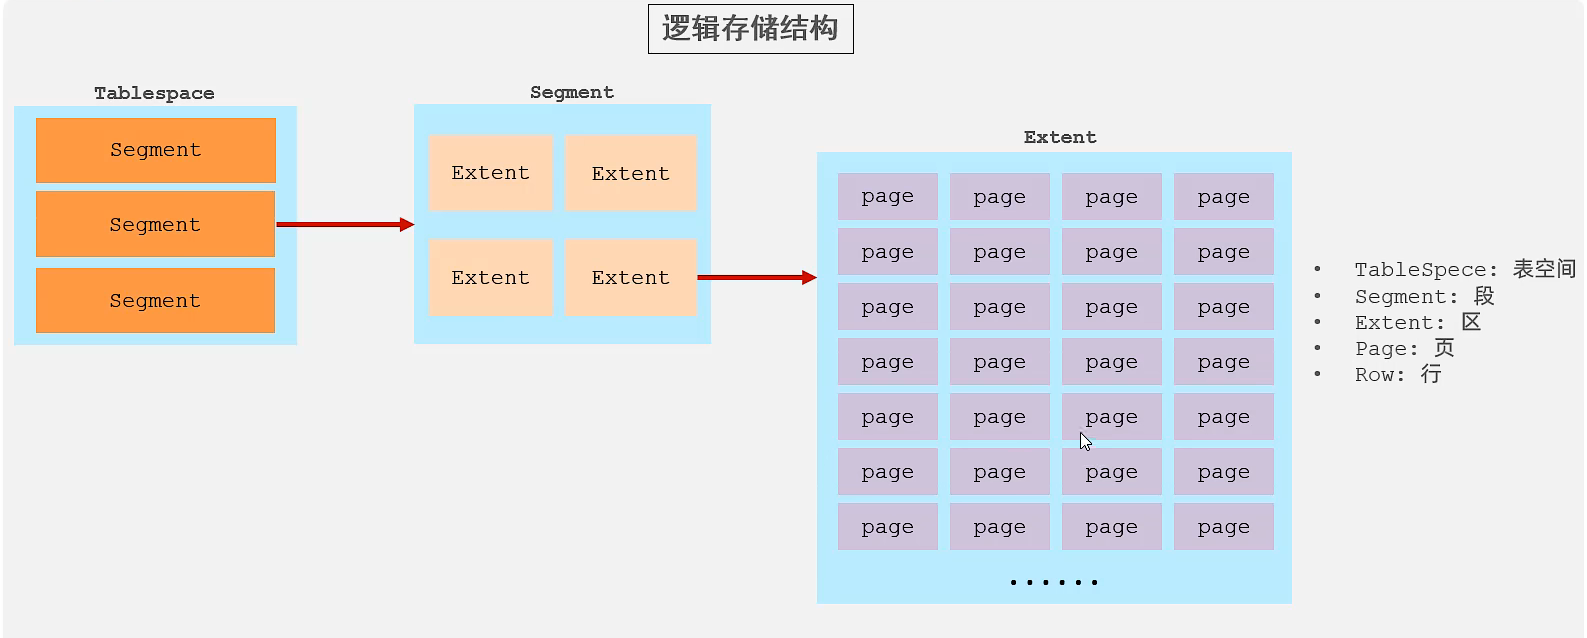 逻辑存储结构
Tablespace
Segment
Segment
Segment
Segment
Extent Extent
Extent Extent
Extent
page page page page
page page page page
page page page page
page page page page
page page page page
page page page page
page page page page
......
• TableSpece: 表空间
• Segment: 段
• Extent: 区
• Page: 页
• Row: 行